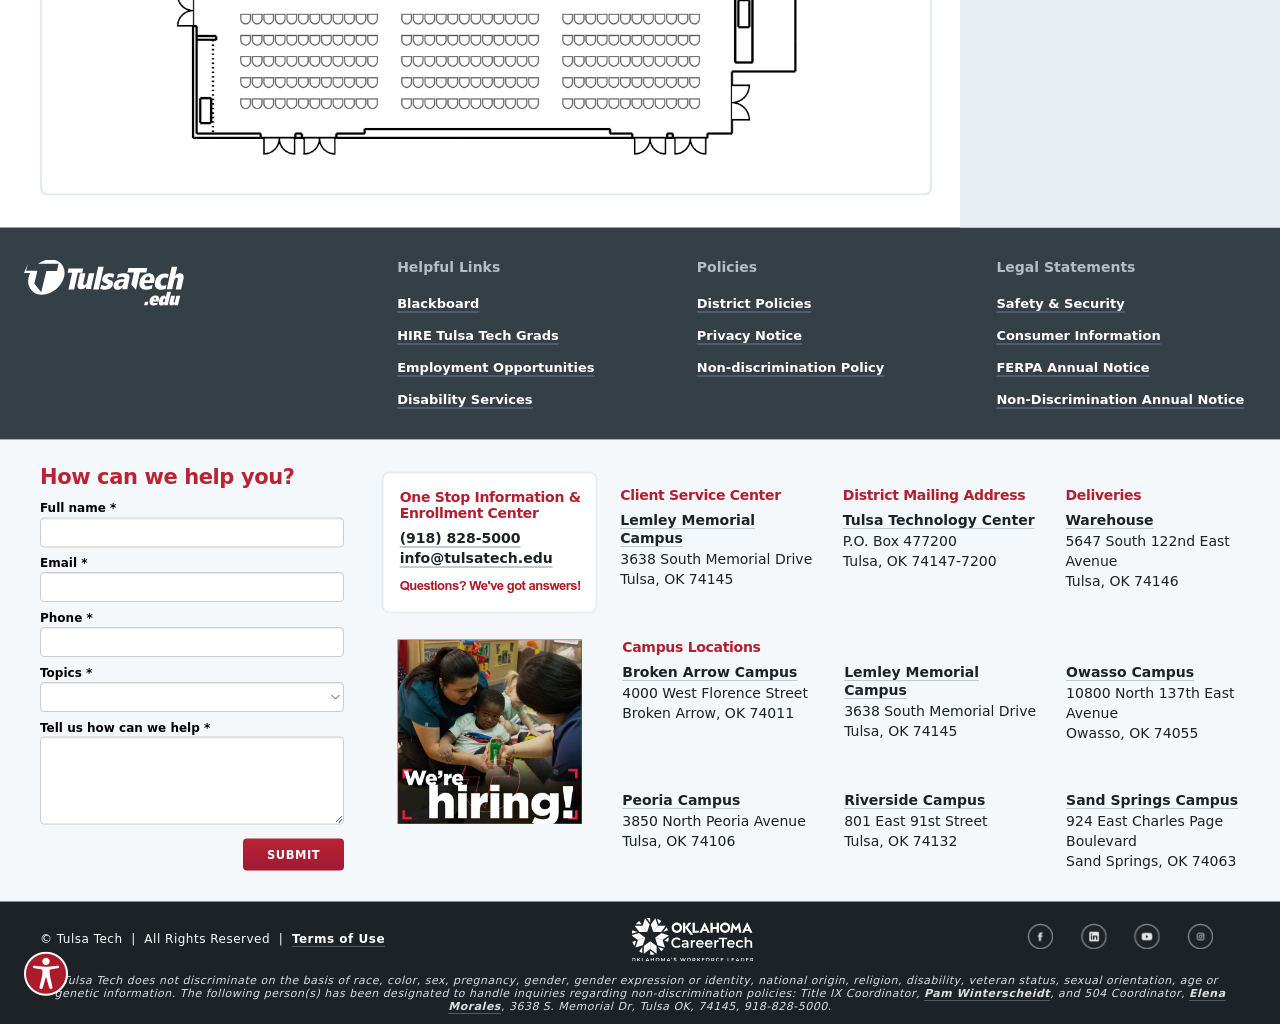 TulsaTech
.edu
Helpful Links
Blackboard
HIRE Tulsa Tech Grads
Employment Opportunities
Disability Services
Policies
District Policies
Privacy Notice
Non-discrimination Policy
Legal Statements
Safety & Security
Consumer Information
FERPA Annual Notice
Non-Discrimination Annual Notice
How can we help you?
Full name *
Email *
Phone *
Topics *
Tell us how can we help *
SUBMIT
One Stop Information &
Enrollment Center
(918) 828-5000
info@tulsatech.edu
Questions? We've got answers!
We're
hiring!
Client Service Center
Lemley Memorial
Campus
3638 South Memorial Drive
Tulsa, OK 74145
District Mailing Address
Tulsa Technology Center
P.O. Box 477200
Tulsa, OK 74147-7200
Deliveries
Warehouse
5647 South 122nd East
Avenue
Tulsa, OK 74146
Campus Locations
Broken Arrow Campus
4000 West Florence Street
Broken Arrow, OK 74011
Lemley Memorial
Campus
3638 South Memorial Drive
Tulsa, OK 74145
Owasso Campus
10800 North 137th East
Avenue
Owasso, OK 74055
Peoria Campus
3850 North Peoria Avenue
Tulsa, OK 74106
Riverside Campus
801 East 91st Street
Tulsa, OK 74132
Sand Springs Campus
924 East Charles Page
Boulevard
Sand Springs, OK 74063
© Tulsa Tech | All Rights Reserved | Terms of Use
OKLAHOMA
CareerTech
OKLAHOMA'S WORKFORCE LEADER
Tulsa Tech does not discriminate on the basis of race, color, sex, pregnancy, gender, gender expression or identity, national origin, religion, disability, veteran status, sexual orientation, age or
genetic information. The following person(s) has been designated to handle inquiries regarding non-discrimination policies: Title IX Coordinator, Pam Winterscheidt, and 504 Coordinator, Elena
Morales, 3638 S. Memorial Dr, Tulsa OK, 74145, 918-828-5000.